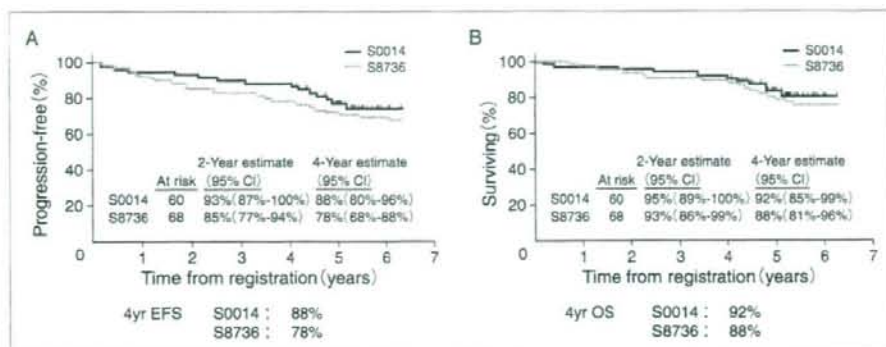 A
S0014
S8736
100
80
60
40
20
0
Progression-free (%)
2-Year estimate 4-Year estimate
At risk (95% CI) (95% CI)
S0014 60 93% (87%-100%) 88% (80%-96%)
S8736 68 85% (77%-94%) 78% (68%-88%)
1 2 3 4 5 6 7
Time from registration (years)
4yr EFS S0014 : 88%
S8736 : 78%
B
S0014
S8736
100
80
60
40
20
0
Surviving (%)
2-Year estimate 4-Year estimate
At risk (95% CI) (95% CI)
S0014 60 95% (89%-100%) 92% (85%-99%)
S8736 68 93% (86%-99%) 88% (81%-96%)
1 2 3 4 5 6 7
Time from registration (years)
4yr OS S0014 : 92%
S8736 : 88%